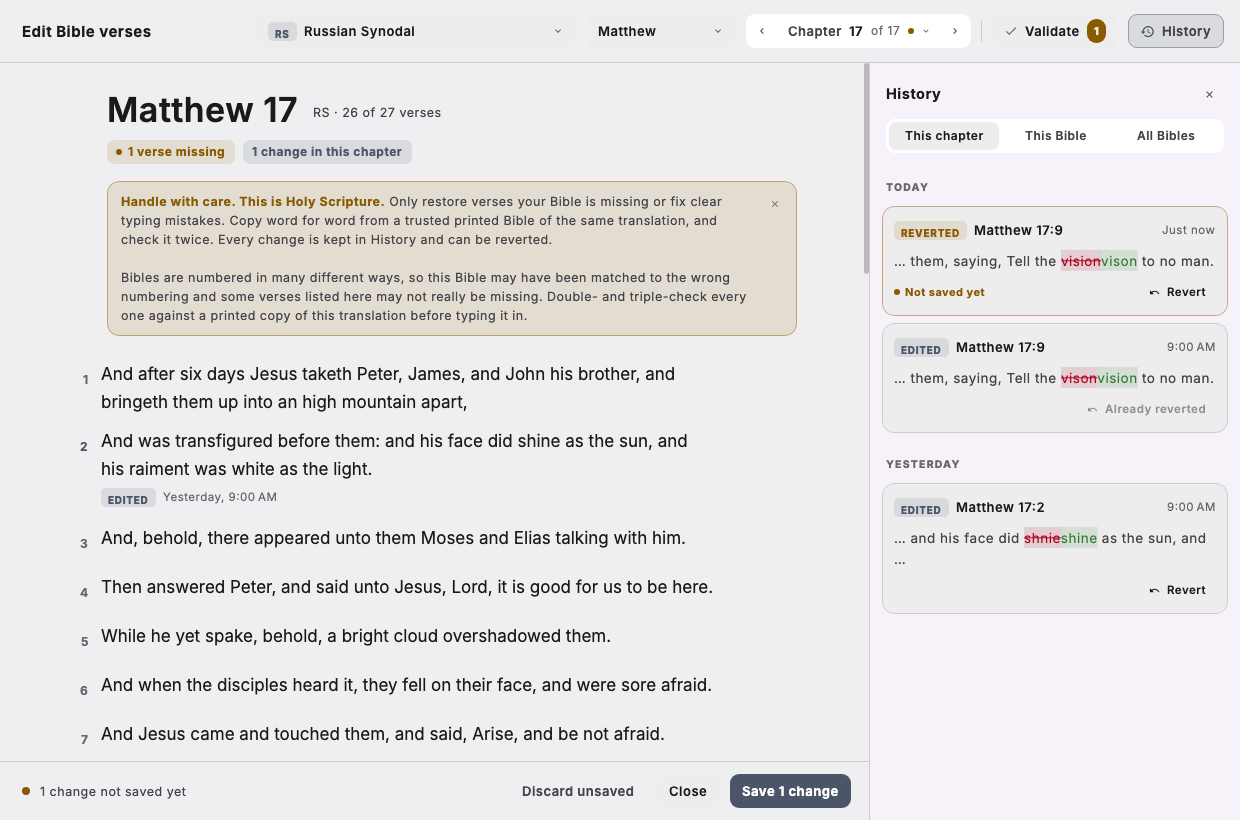 Edit Bible verses
RS Russian Synodal
Matthew
Chapter 17 of 17
Validate 1
History
Matthew 17 RS · 26 of 27 verses
1 verse missing 1 change in this chapter
Handle with care. This is Holy Scripture. Only restore verses your Bible is missing or fix clear
typing mistakes. Copy word for word from a trusted printed Bible of the same translation, and
check it twice. Every change is kept in History and can be reverted.
Bibles are numbered in many different ways, so this Bible may have been matched to the wrong
numbering and some verses listed here may not really be missing. Double- and triple-check every
one against a printed copy of this translation before typing it in.
1 And after six days Jesus taketh Peter, James, and John his brother, and
bringeth them up into an high mountain apart,
2 And was transfigured before them: and his face did shine as the sun, and
his raiment was white as the light.
EDITED Yesterday, 9:00 AM
3 And, behold, there appeared unto them Moses and Elias talking with him.
4 Then answered Peter, and said unto Jesus, Lord, it is good for us to be here.
5 While he yet spake, behold, a bright cloud overshadowed them.
6 And when the disciples heard it, they fell on their face, and were sore afraid.
7 And Jesus came and touched them, and said, Arise, and be not afraid.
1 change not saved yet
Discard unsaved
Close
Save 1 change
History
This chapter This Bible All Bibles
TODAY
REVERTED Matthew 17:9 Just now
... them, saying, Tell the visionvison to no man.
Not saved yet Revert
EDITED Matthew 17:9 9:00 AM
... them, saying, Tell the visonvision to no man.
Already reverted
YESTERDAY
EDITED Matthew 17:2 9:00 AM
... and his face did shnieshine as the sun, and
...
Revert